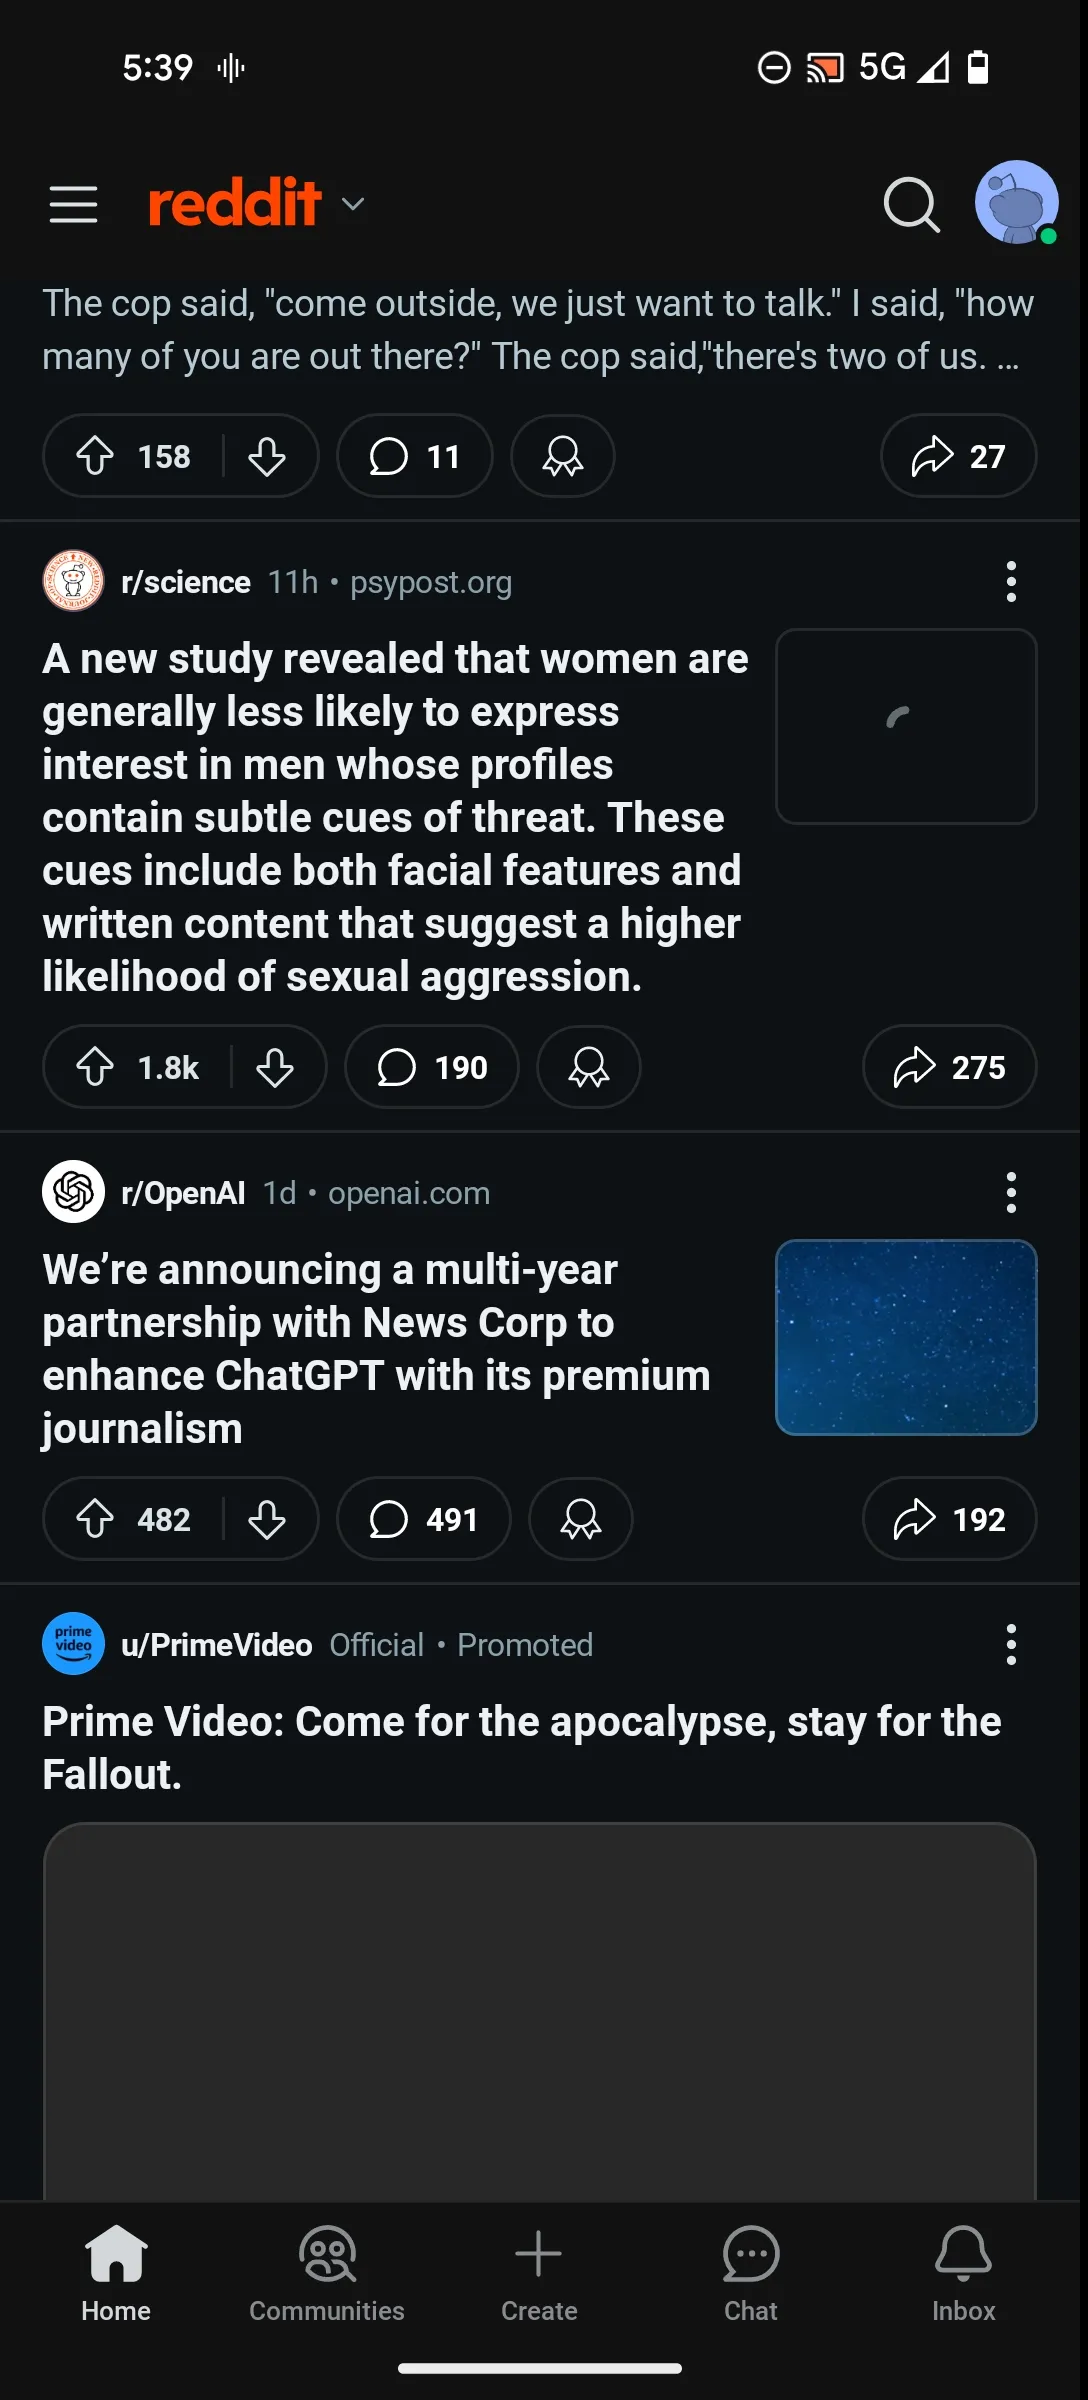 5:39 5G
reddit
The cop said, "come outside, we just want to talk." I said, "how
many of you are out there?" The cop said,"there's two of us. ...
158 11 27
r/science 11h • psypost.org
A new study revealed that women are
generally less likely to express
interest in men whose profiles
contain subtle cues of threat. These
cues include both facial features and
written content that suggest a higher
likelihood of sexual aggression.
1.8k 190 275
r/OpenAI 1d • openai.com
We’re announcing a multi-year
partnership with News Corp to
enhance ChatGPT with its premium
journalism
482 491 192
prime
video
u/PrimeVideo Official • Promoted
Prime Video: Come for the apocalypse, stay for the
Fallout.
Home Communities Create Chat Inbox